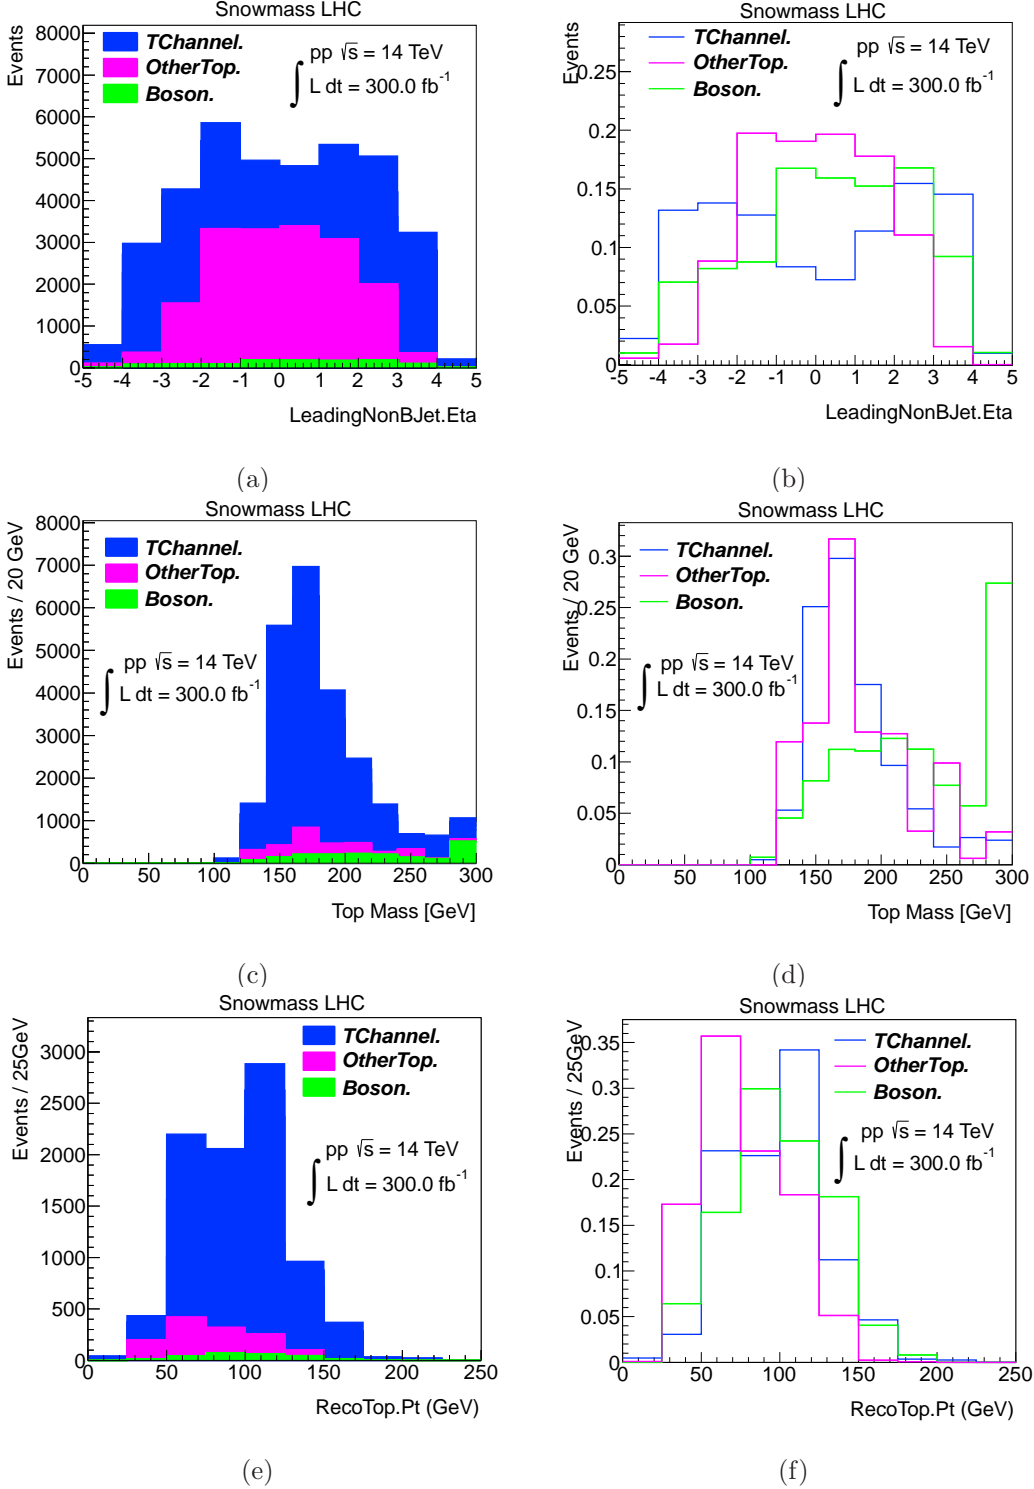 Snowmass LHC
Events
8000
7000
6000
5000
4000
3000
2000
1000
0
TChannel.
OtherTop.
Boson.
pp √s = 14 TeV
∫ L dt = 300.0 fb⁻¹
-5 -4 -3 -2 -1 0 1 2 3 4 5
LeadingNonBJet.Eta
(a)
Snowmass LHC
Events
0.25
0.2
0.15
0.1
0.05
0
TChannel.
OtherTop.
Boson.
pp √s = 14 TeV
∫ L dt = 300.0 fb⁻¹
-5 -4 -3 -2 -1 0 1 2 3 4 5
LeadingNonBJet.Eta
(b)
Snowmass LHC
Events / 20 GeV
8000
7000
6000
5000
4000
3000
2000
1000
0
TChannel.
OtherTop.
Boson.
pp √s = 14 TeV
∫ L dt = 300.0 fb⁻¹
0 50 100 150 200 250 300
Top Mass [GeV]
(c)
Snowmass LHC
Events / 20 GeV
0.3
0.25
0.2
0.15
0.1
0.05
0
TChannel.
OtherTop.
Boson.
pp √s = 14 TeV
∫ L dt = 300.0 fb⁻¹
0 50 100 150 200 250 300
Top Mass [GeV]
(d)
Snowmass LHC
Events / 25GeV
3000
2500
2000
1500
1000
500
0
TChannel.
OtherTop.
Boson.
pp √s = 14 TeV
∫ L dt = 300.0 fb⁻¹
0 50 100 150 200 250
RecoTop.Pt (GeV)
(e)
Snowmass LHC
Events / 25GeV
0.35
0.3
0.25
0.2
0.15
0.1
0.05
0
TChannel.
OtherTop.
Boson.
pp √s = 14 TeV
∫ L dt = 300.0 fb⁻¹
0 50 100 150 200 250
RecoTop.Pt (GeV)
(f)